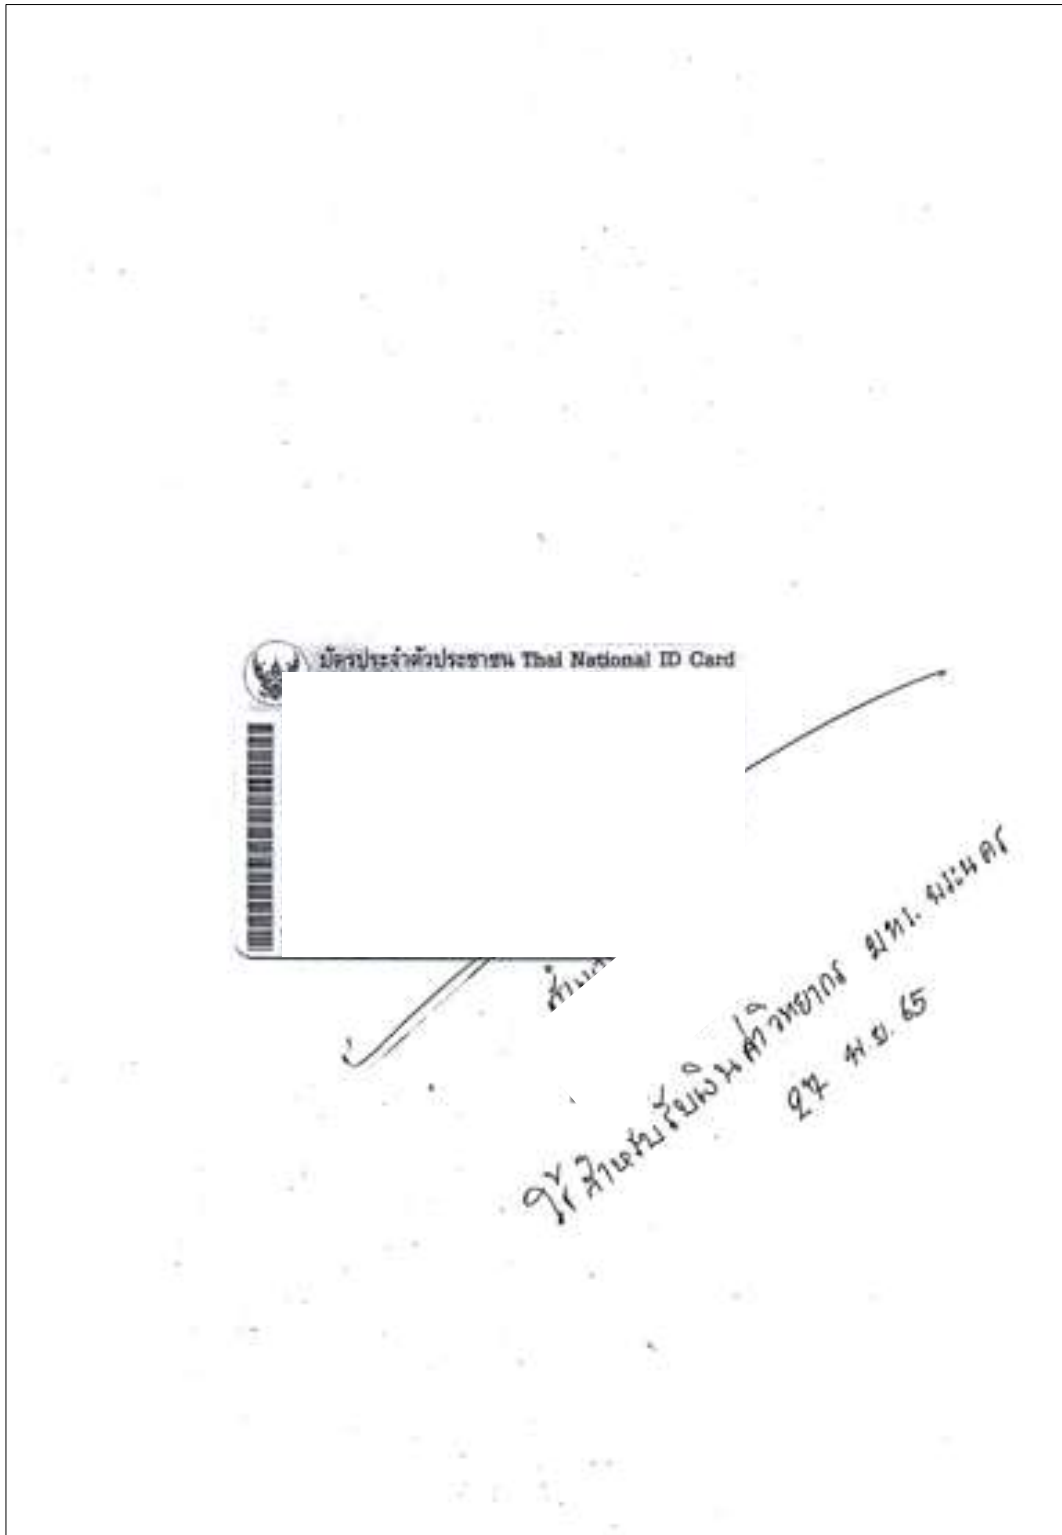 บัตรประจำตัวประชาชน Thai National ID Card
ใช้สำหรับรับเงินค่าวิทยากร มทร. พระนคร
27 พ.ย. 65